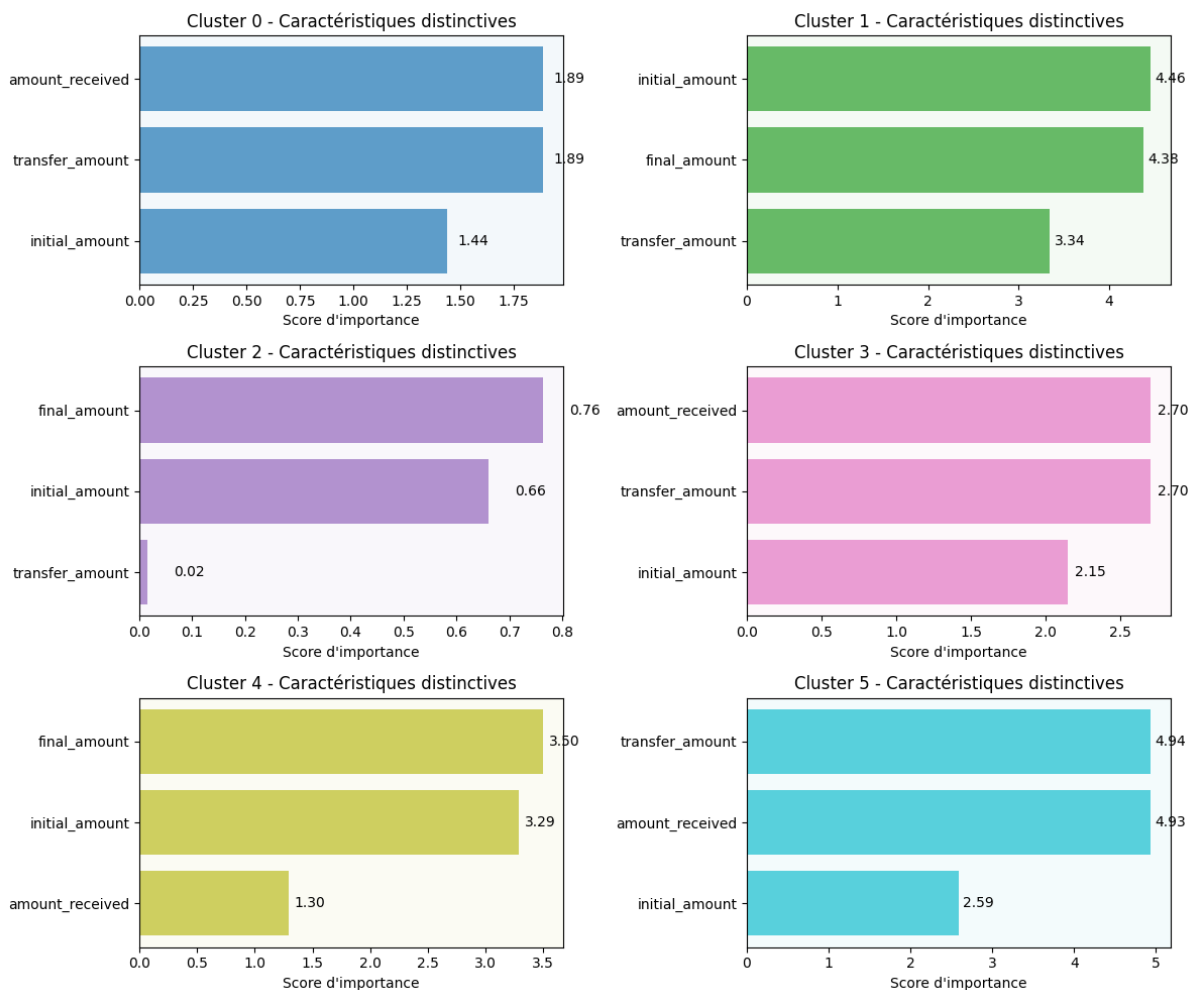 Cluster 0 - Caractéristiques distinctives
amount_received
1.89
transfer_amount
1.89
initial_amount
1.44
0.00 0.25 0.50 0.75 1.00 1.25 1.50 1.75
Score d'importance
Cluster 1 - Caractéristiques distinctives
initial_amount
4.46
final_amount
4.38
transfer_amount
3.34
0 1 2 3 4
Score d'importance
Cluster 2 - Caractéristiques distinctives
final_amount
0.76
initial_amount
0.66
transfer_amount
0.02
0.0 0.1 0.2 0.3 0.4 0.5 0.6 0.7 0.8
Score d'importance
Cluster 3 - Caractéristiques distinctives
amount_received
2.70
transfer_amount
2.70
initial_amount
2.15
0.0 0.5 1.0 1.5 2.0 2.5
Score d'importance
Cluster 4 - Caractéristiques distinctives
final_amount
3.50
initial_amount
3.29
amount_received
1.30
0.0 0.5 1.0 1.5 2.0 2.5 3.0 3.5
Score d'importance
Cluster 5 - Caractéristiques distinctives
transfer_amount
4.94
amount_received
4.93
initial_amount
2.59
0 1 2 3 4 5
Score d'importance